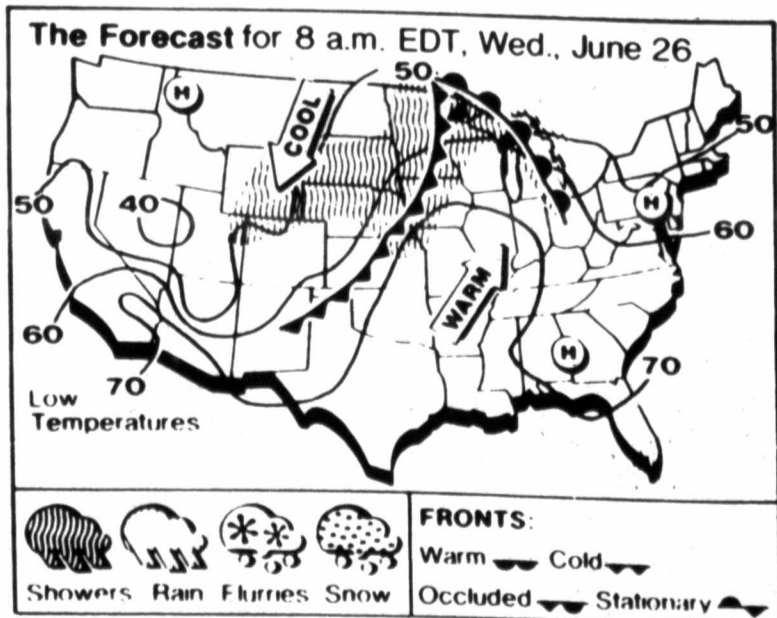 The Forecast for 8 a.m. EDT, Wed., June 26
50
H
COOL
50
50
40
H
60
WARM
60
H
70
70
Low
Temperatures
Showers Rain Flurries Snow
FRONTS:
Warm Cold
Occluded Stationary